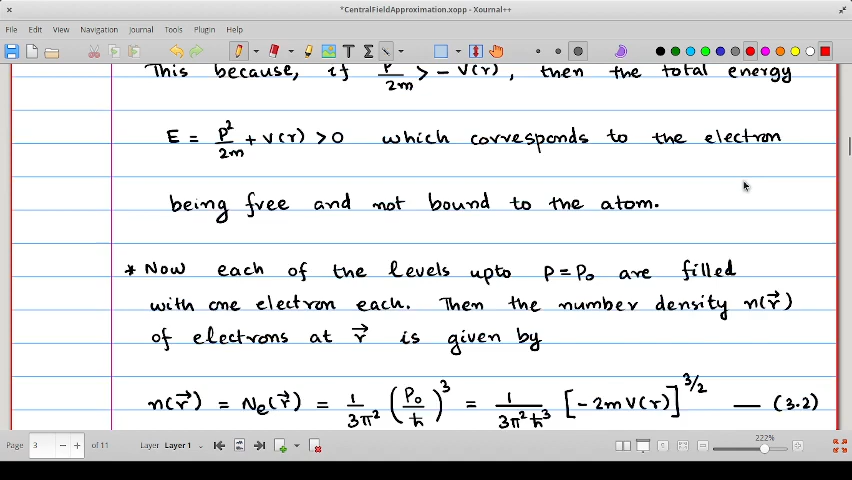 *CentralFieldApproximation.xopp - Xournal++
File Edit View Navigation Journal Tools Plugin Help
This because, if P/2m > - V(r), then the total energy
E = P²/2m + V(r) > 0 which corresponds to the electron
being free and not bound to the atom.
* Now each of the levels upto P = P₀ are filled
with one electron each. Then the number density n(r⃗)
of electrons at r⃗ is given by
n(r⃗) = Nₑ(r⃗) = 1/3π² (P₀/ħ)³ = 1/3π²ħ³ [-2mV(r)]^3/2 — (3.2)
Page 3 of 11 Layer Layer 1 222%